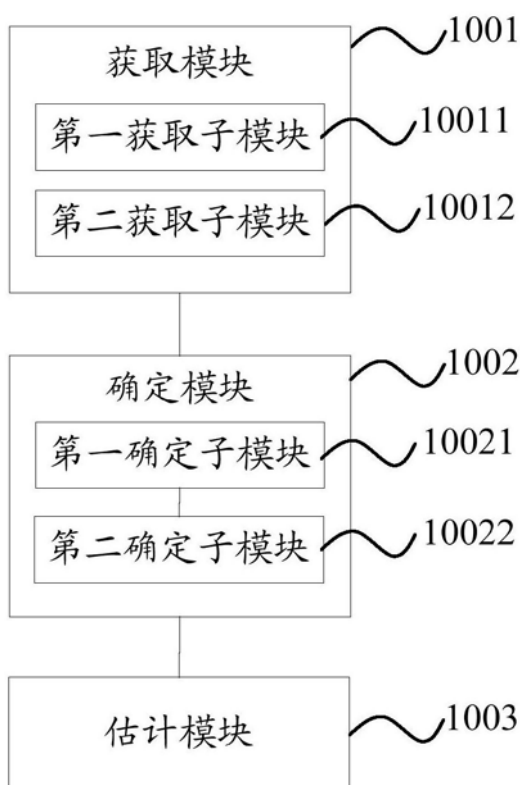 获取模块 1001
第一获取子模块 10011
第二获取子模块 10012
确定模块 1002
第一确定子模块 10021
第二确定子模块 10022
估计模块 1003